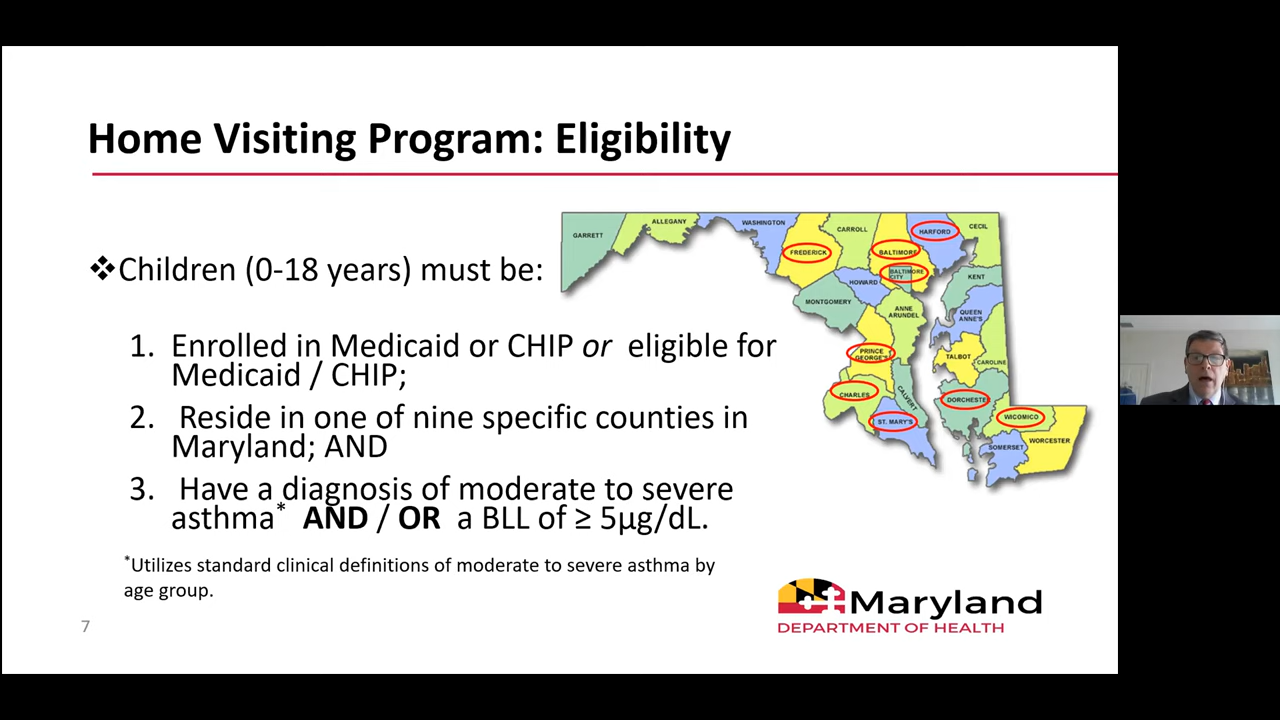 Home Visiting Program: Eligibility
❖Children (0-18 years) must be:
1. Enrolled in Medicaid or CHIP or eligible for
Medicaid / CHIP;
2. Reside in one of nine specific counties in
Maryland; AND
3. Have a diagnosis of moderate to severe
asthma* AND / OR a BLL of ≥ 5µg/dL.
*Utilizes standard clinical definitions of moderate to severe asthma by
age group.
7
GARRETT
ALLEGANY
WASHINGTON
FREDERICK
CARROLL
BALTIMORE
HARFORD
CECIL
BALTIMORE
CITY
HOWARD
KENT
MONTGOMERY
ANNE
ARUNDEL
QUEEN
ANNE'S
PRINCE
GEORGE'S
TALBOT
CAROLINE
CHARLES
CALVERT
DORCHESTE
ST. MARY'S
WICOMICO
WORCESTER
SOMERSET
Maryland
DEPARTMENT OF HEALTH